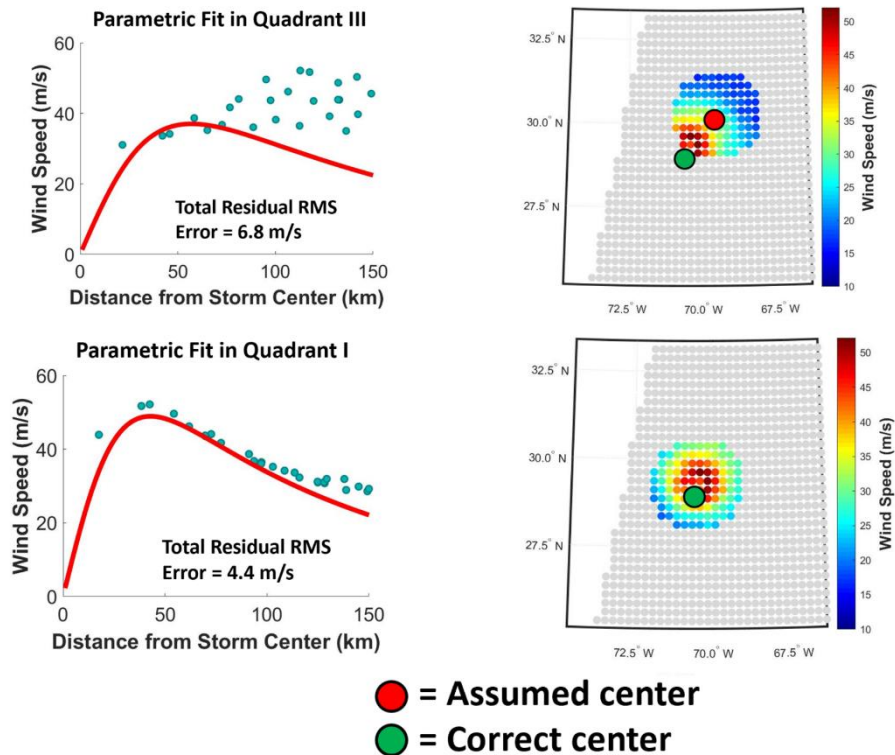 Parametric Fit in Quadrant III
60
40
20
0
Wind Speed (m/s)
Total Residual RMS
Error = 6.8 m/s
0 50 100 150
Distance from Storm Center (km)
32.5° N
30.0° N
27.5° N
72.5° W 70.0° W 67.5° W
50
45
40
35
30
25
20
15
10
Wind Speed (m/s)
Parametric Fit in Quadrant I
60
40
20
0
Wind Speed (m/s)
Total Residual RMS
Error = 4.4 m/s
0 50 100 150
Distance from Storm Center (km)
32.5° N
30.0° N
27.5° N
72.5° W 70.0° W 67.5° W
50
45
40
35
30
25
20
15
10
Wind Speed (m/s)
= Assumed center
= Correct center